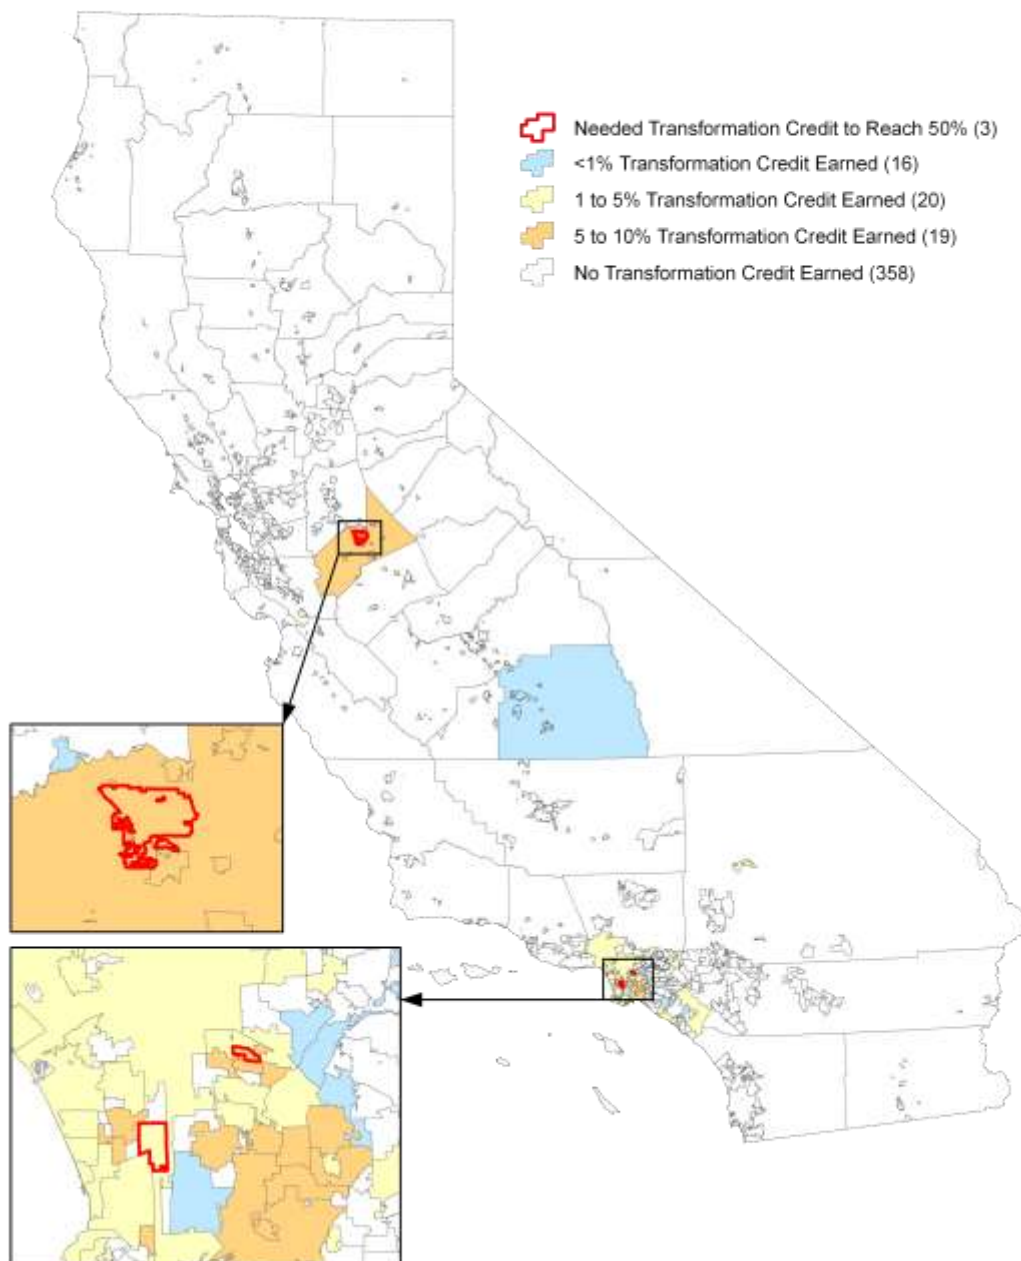 Needed Transformation Credit to Reach 50% (3)
<1% Transformation Credit Earned (16)
1 to 5% Transformation Credit Earned (20)
5 to 10% Transformation Credit Earned (19)
No Transformation Credit Earned (358)